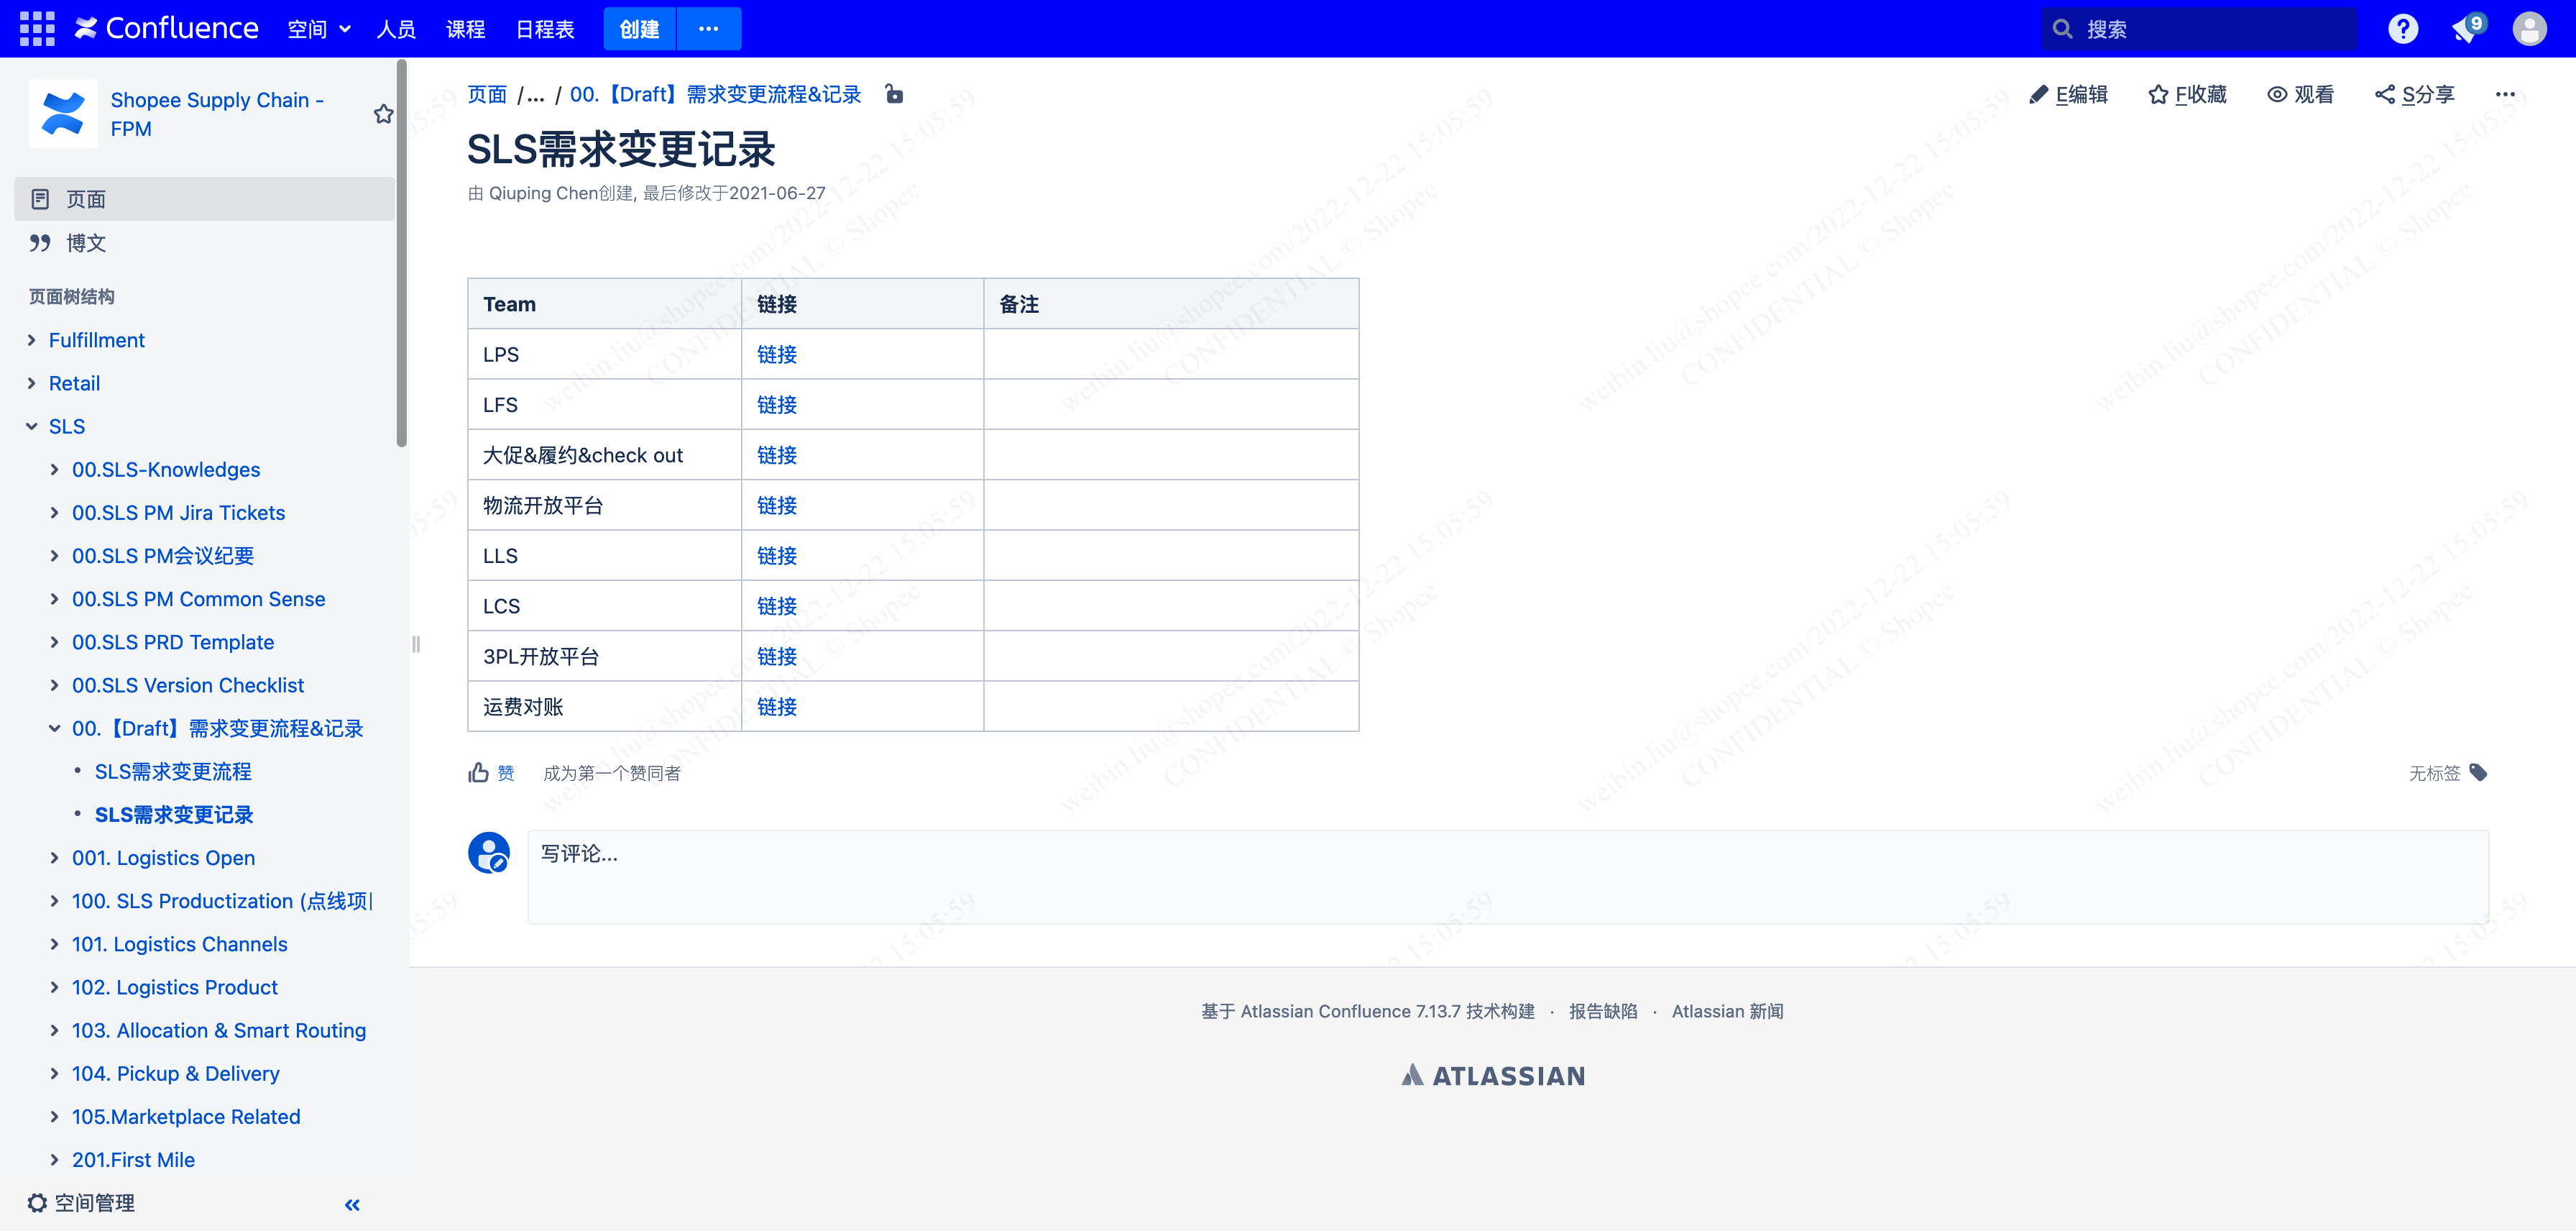 Confluence 空间 人员 课程 日程表 创建 ... 搜索 9
Shopee Supply Chain -
FPM
页面
博文
页面树结构
Fulfillment
Retail
SLS
00.SLS-Knowledges
00.SLS PM Jira Tickets
00.SLS PM会议纪要
00.SLS PM Common Sense
00.SLS PRD Template
00.SLS Version Checklist
00.【Draft】需求变更流程&记录
SLS需求变更流程
SLS需求变更记录
001. Logistics Open
100. SLS Productization (点线项
101. Logistics Channels
102. Logistics Product
103. Allocation & Smart Routing
104. Pickup & Delivery
105.Marketplace Related
201.First Mile
空间管理
页面 /... / 00.【Draft】需求变更流程&记录
E编辑 F收藏 观看 S分享 ...
SLS需求变更记录
由 Qiuping Chen创建, 最后修改于2021-06-27
Team 链接 备注
LPS 链接
LFS 链接
大促&履约&check out 链接
物流开放平台 链接
LLS 链接
LCS 链接
3PL开放平台 链接
运费对账 链接
赞 成为第一个赞同者 无标签
写评论...
基于 Atlassian Confluence 7.13.7 技术构建 · 报告缺陷 · Atlassian 新闻
ATLASSIAN
weibin.liu@shopee.com/2022-12-22 15:05:59
CONFIDENTIAL © Shopee